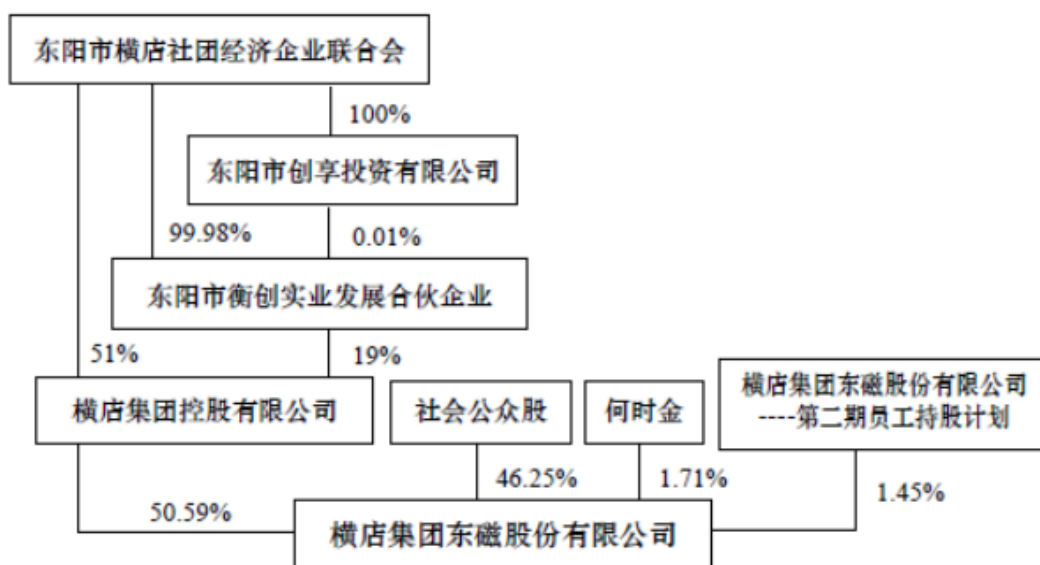 东阳市横店社团经济企业联合会
100%
东阳市创享投资有限公司
99.98%
0.01%
东阳市衡创实业发展合伙企业
51%
19%
横店集团控股有限公司
社会公众股
何时金
横店集团东磁股份有限公司
----第二期员工持股计划
50.59%
46.25%
1.71%
1.45%
横店集团东磁股份有限公司